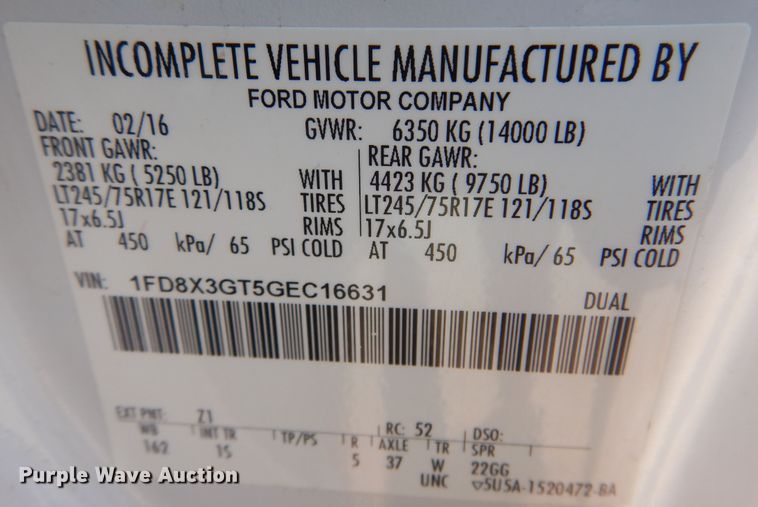 INCOMPLETE VEHICLE MANUFACTURED BY
FORD MOTOR COMPANY
DATE: 02/16 GVWR: 6350 KG (14000 LB)
FRONT GAWR: REAR GAWR:
2381 KG ( 5250 LB) WITH 4423 KG ( 9750 LB) WITH
LT245/75R17E 121/118S TIRES LT245/75R17E 121/118S TIRES
17x6.5J RIMS 17x6.5J RIMS
AT 450 kPa/ 65 PSI COLD AT 450 kPa/ 65 PSI COLD
VIN: 1FD8X3GT5GEC16631 DUAL
EXT PNT: Z1 RC: 52 DSO:
WB INT TR TP/PS R AXLE TR SPR
162 15 5 37 W 22GG
UNC ▽5U5A-1520472-BA
Purple Wave Auction